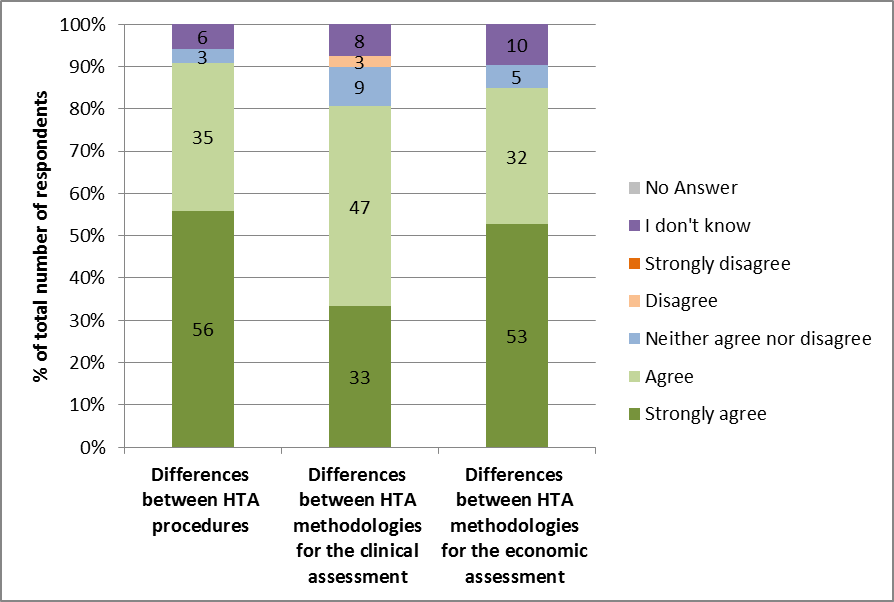 % of total number of respondents
100%
90%
80%
70%
60%
50%
40%
30%
20%
10%
0%
6
3
35
56
8
3
9
47
33
10
5
32
53
Differences
between HTA
procedures
Differences
between HTA
methodologies
for the clinical
assessment
Differences
between HTA
methodologies
for the economic
assessment
No Answer
I don't know
Strongly disagree
Disagree
Neither agree nor disagree
Agree
Strongly agree